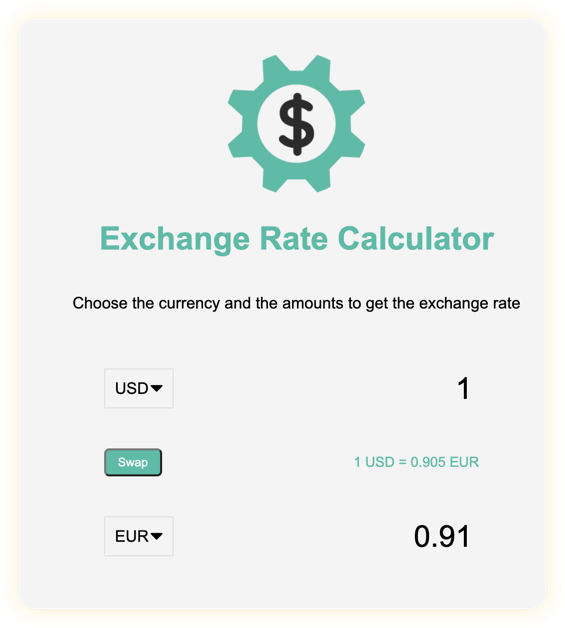 $
Exchange Rate Calculator
Choose the currency and the amounts to get the exchange rate
USD 1
Swap 1 USD = 0.905 EUR
EUR 0.91